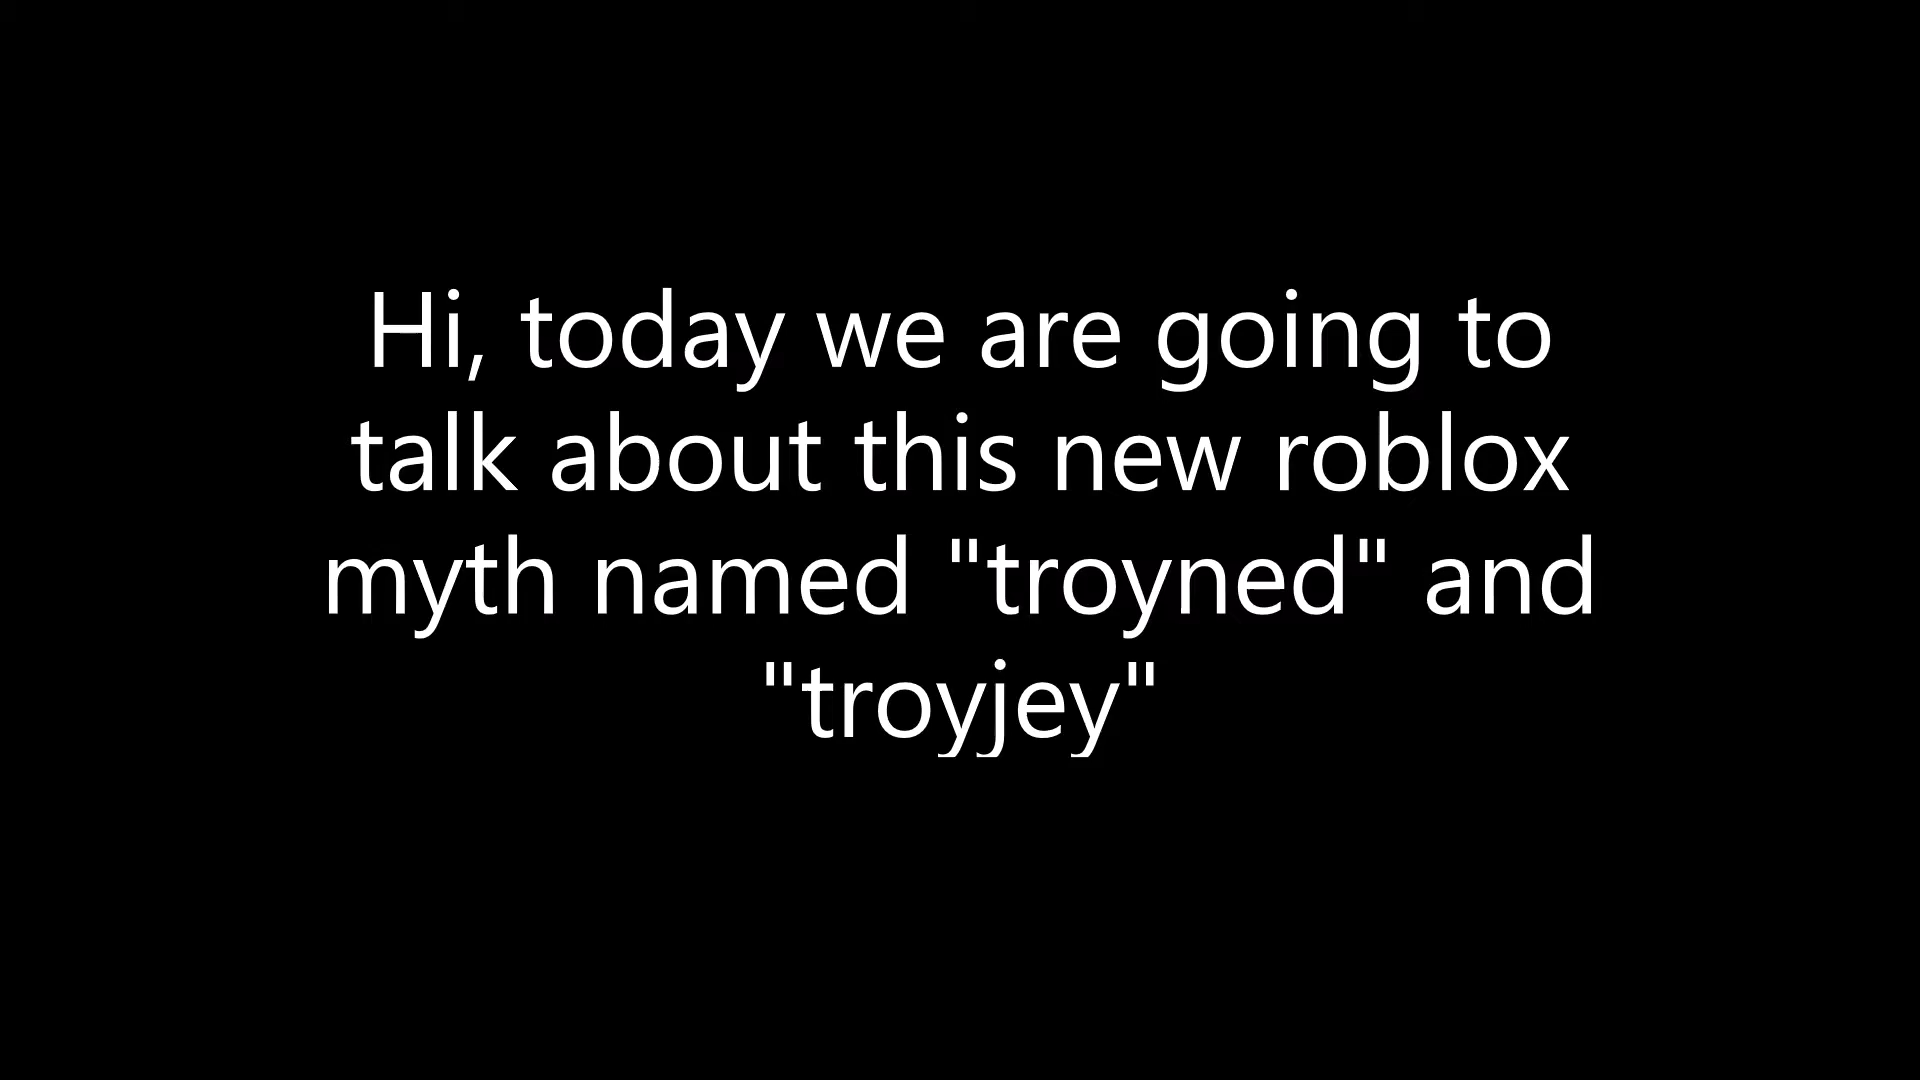 Hi, today we are going to
talk about this new roblox
myth named "troyned" and
"troyjey"